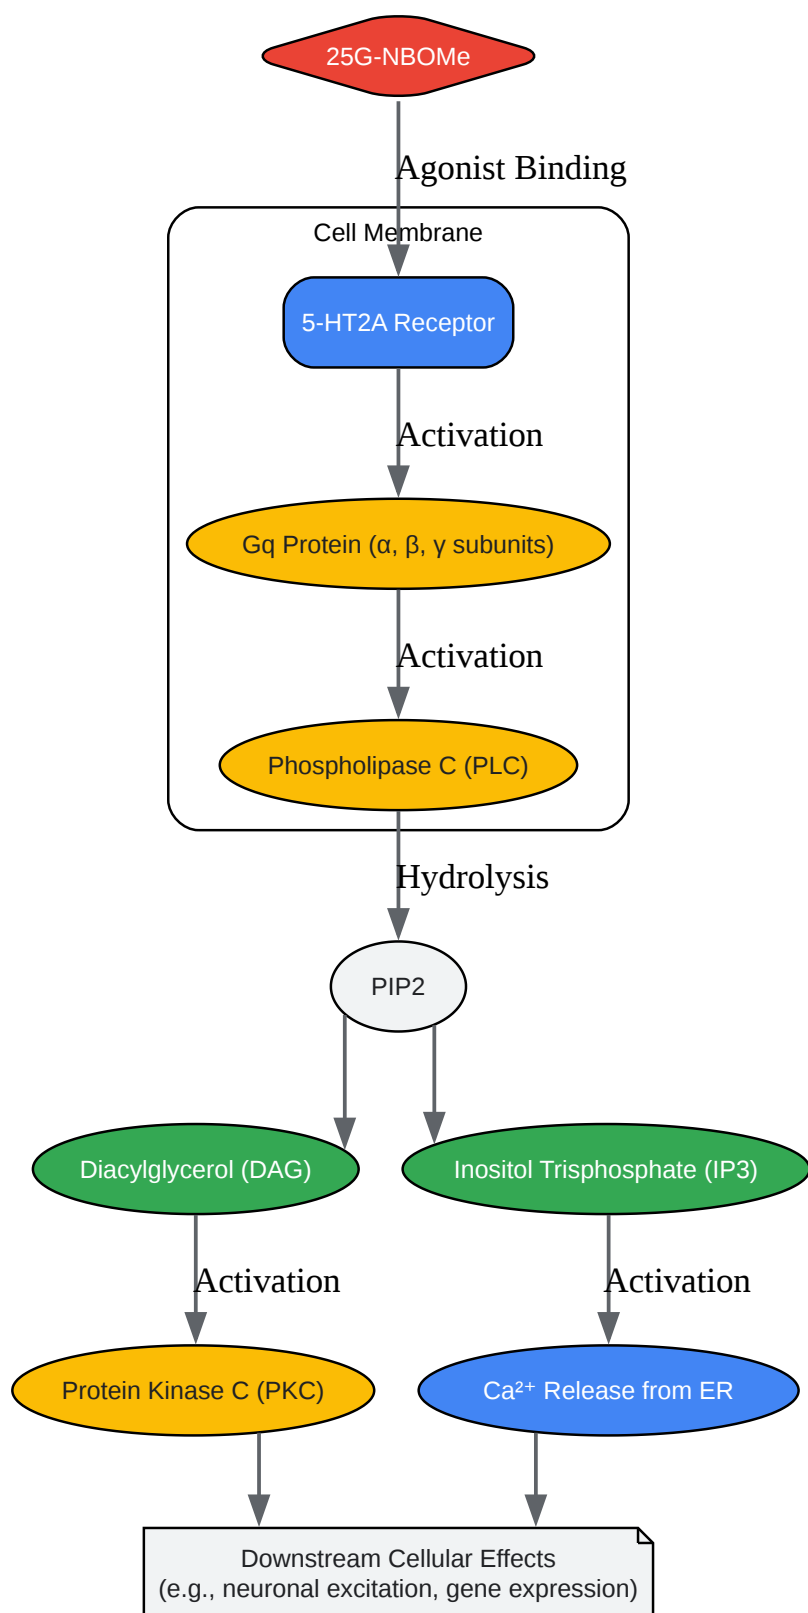 25G-NBOMe
Agonist Binding
Cell Membrane
5-HT2A Receptor
Activation
Gq Protein (α, β, γ subunits)
Activation
Phospholipase C (PLC)
Hydrolysis
PIP2
Diacylglycerol (DAG)
Inositol Trisphosphate (IP3)
Activation
Activation
Protein Kinase C (PKC)
Ca²⁺ Release from ER
Downstream Cellular Effects
(e.g., neuronal excitation, gene expression)